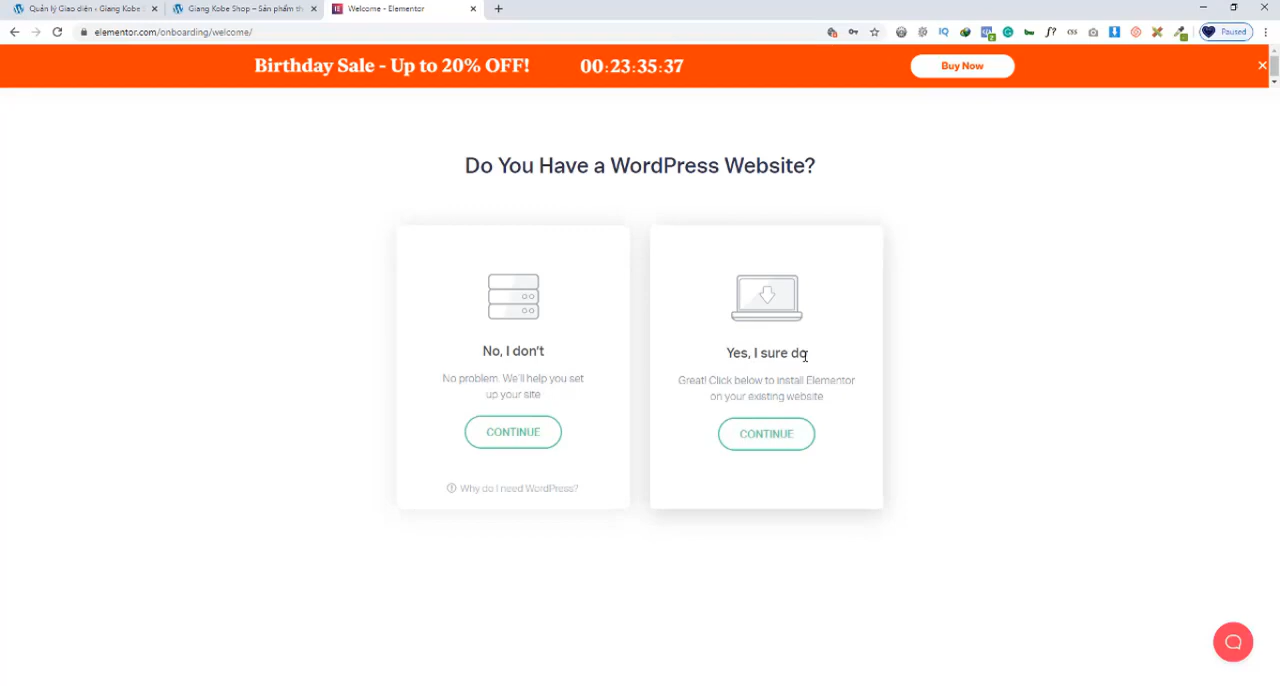 Quản lý Giao diện ‹ Giang Kobe S
Giang Kobe Shop – Sản phẩm th
Welcome - Elementor
elementor.com/onboarding/welcome/
IQ
f?
CSS
Paused
Birthday Sale - Up to 20% OFF!
00:23:35:37
Buy Now
Do You Have a WordPress Website?
No, I don't
No problem. We'll help you set
up your site
CONTINUE
Why do I need WordPress?
Yes, I sure do
Great! Click below to install Elementor
on your existing website
CONTINUE